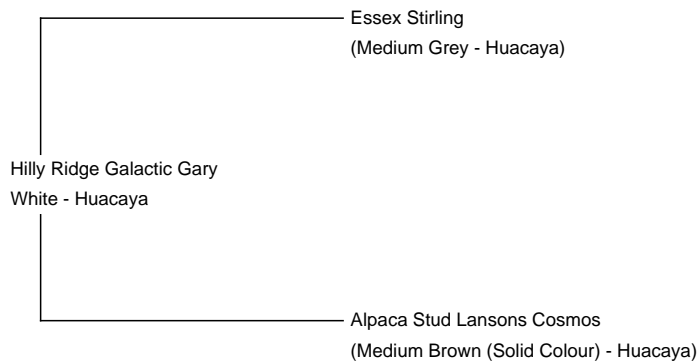 Essex Stirling
(Medium Grey - Huacaya)
Hilly Ridge Galactic Gary
White - Huacaya
Alpaca Stud Lansons Cosmos
(Medium Brown (Solid Colour) - Huacaya)